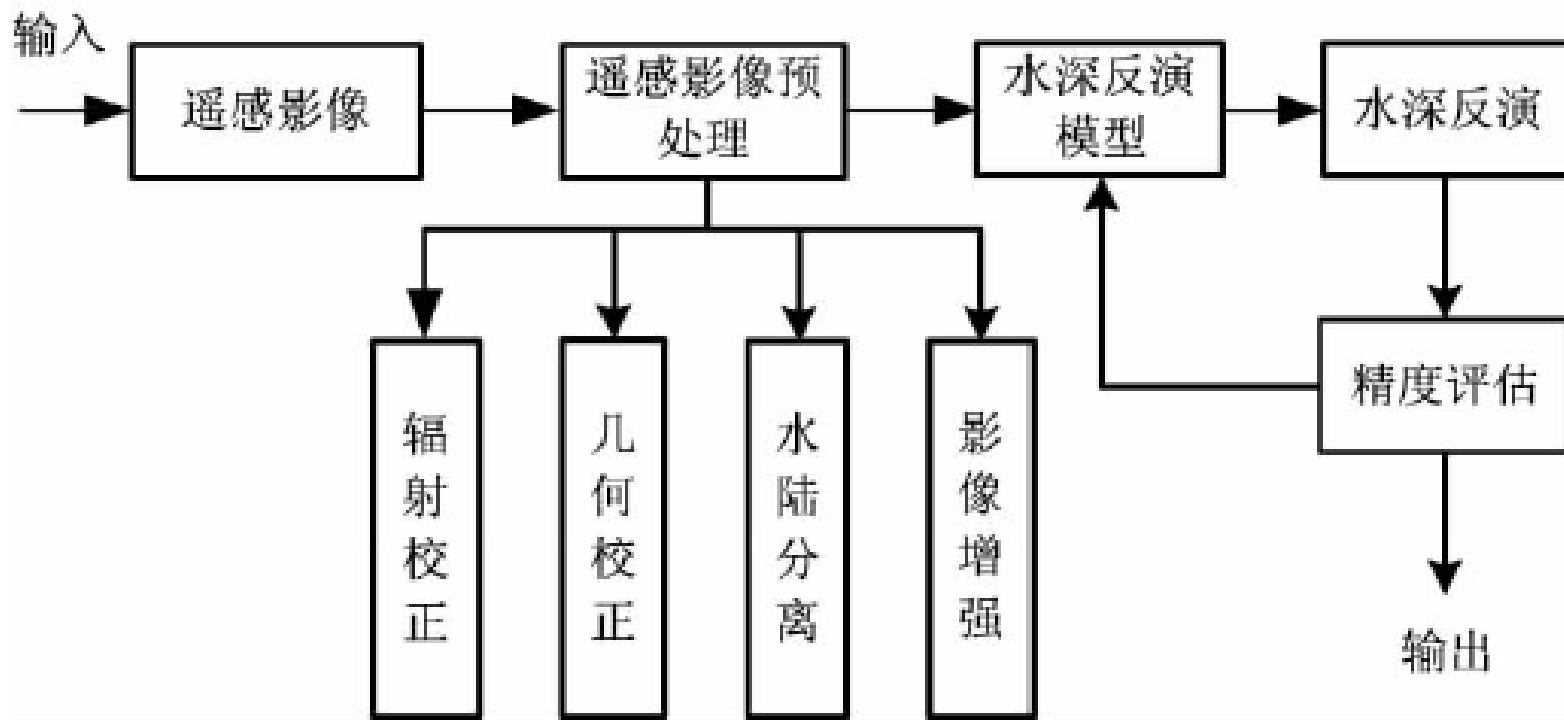 输入
遥感影像
遥感影像预
处理
水深反演
模型
水深反演
辐射校正
几何校正
水陆分离
影像增强
精度评估
输出